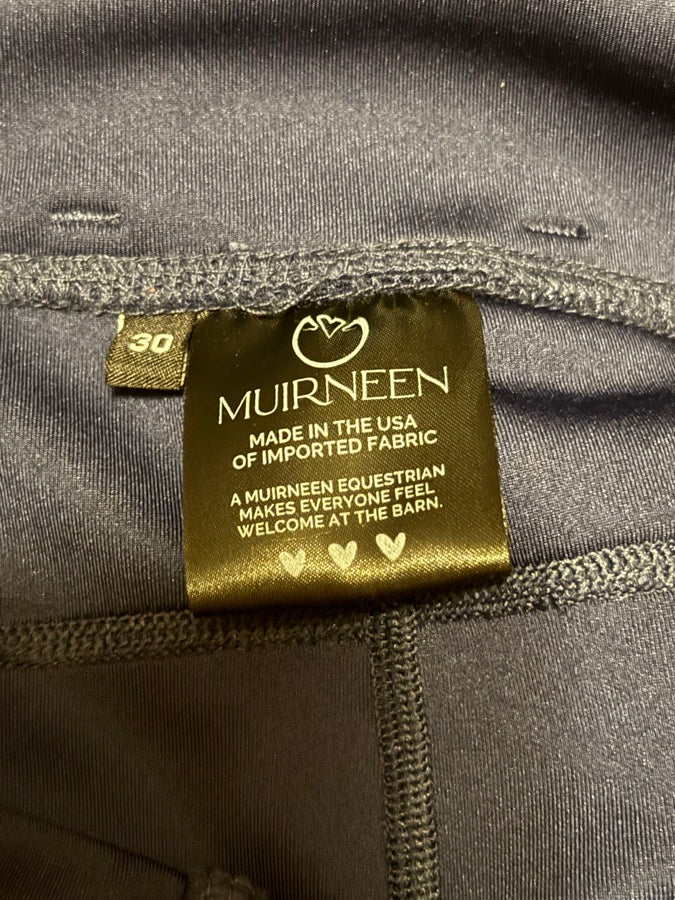 30
MUIRNEEN
MADE IN THE USA
OF IMPORTED FABRIC
A MUIRNEEN EQUESTRIAN
MAKES EVERYONE FEEL
WELCOME AT THE BARN.